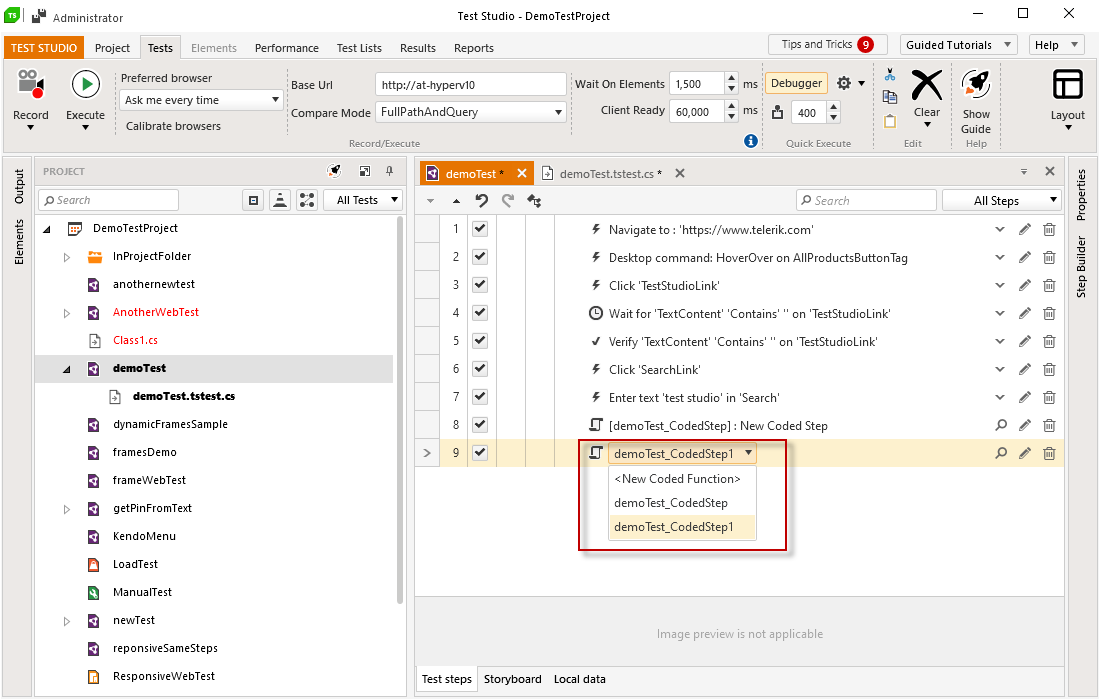 TS Administrator Test Studio - DemoTestProject
TEST STUDIO Project Tests Elements Performance Test Lists Results Reports Tips and Tricks 9 Guided Tutorials Help
Record
Execute
Preferred browser
Ask me every time
Calibrate browsers
Base Url http://at-hyperv10
Compare Mode FullPathAndQuery
Wait On Elements 1,500 ms
Client Ready 60,000 ms
Record/Execute
Debugger
400
Quick Execute
Clear
Edit
Show
Guide
Help
Layout
Output
Elements
PROJECT
Search All Tests
DemoTestProject
InProjectFolder
anothernewtest
AnotherWebTest
Class1.cs
demoTest
demoTest.tstest.cs
dynamicFramesSample
framesDemo
frameWebTest
getPinFromText
KendoMenu
LoadTest
ManualTest
newTest
reponsiveSameSteps
ResponsiveWebTest
demoTest * demoTest.tstest.cs *
Search All Steps
1 Navigate to : 'https://www.telerik.com'
2 Desktop command: HoverOver on AllProductsButtonTag
3 Click 'TestStudioLink'
4 Wait for 'TextContent' 'Contains' '' on 'TestStudioLink'
5 Verify 'TextContent' 'Contains' '' on 'TestStudioLink'
6 Click 'SearchLink'
7 Enter text 'test studio' in 'Search'
8 [demoTest_CodedStep] : New Coded Step
9 demoTest_CodedStep1
<New Coded Function>
demoTest_CodedStep
demoTest_CodedStep1
Image preview is not applicable
Test steps Storyboard Local data
Properties
Step Builder